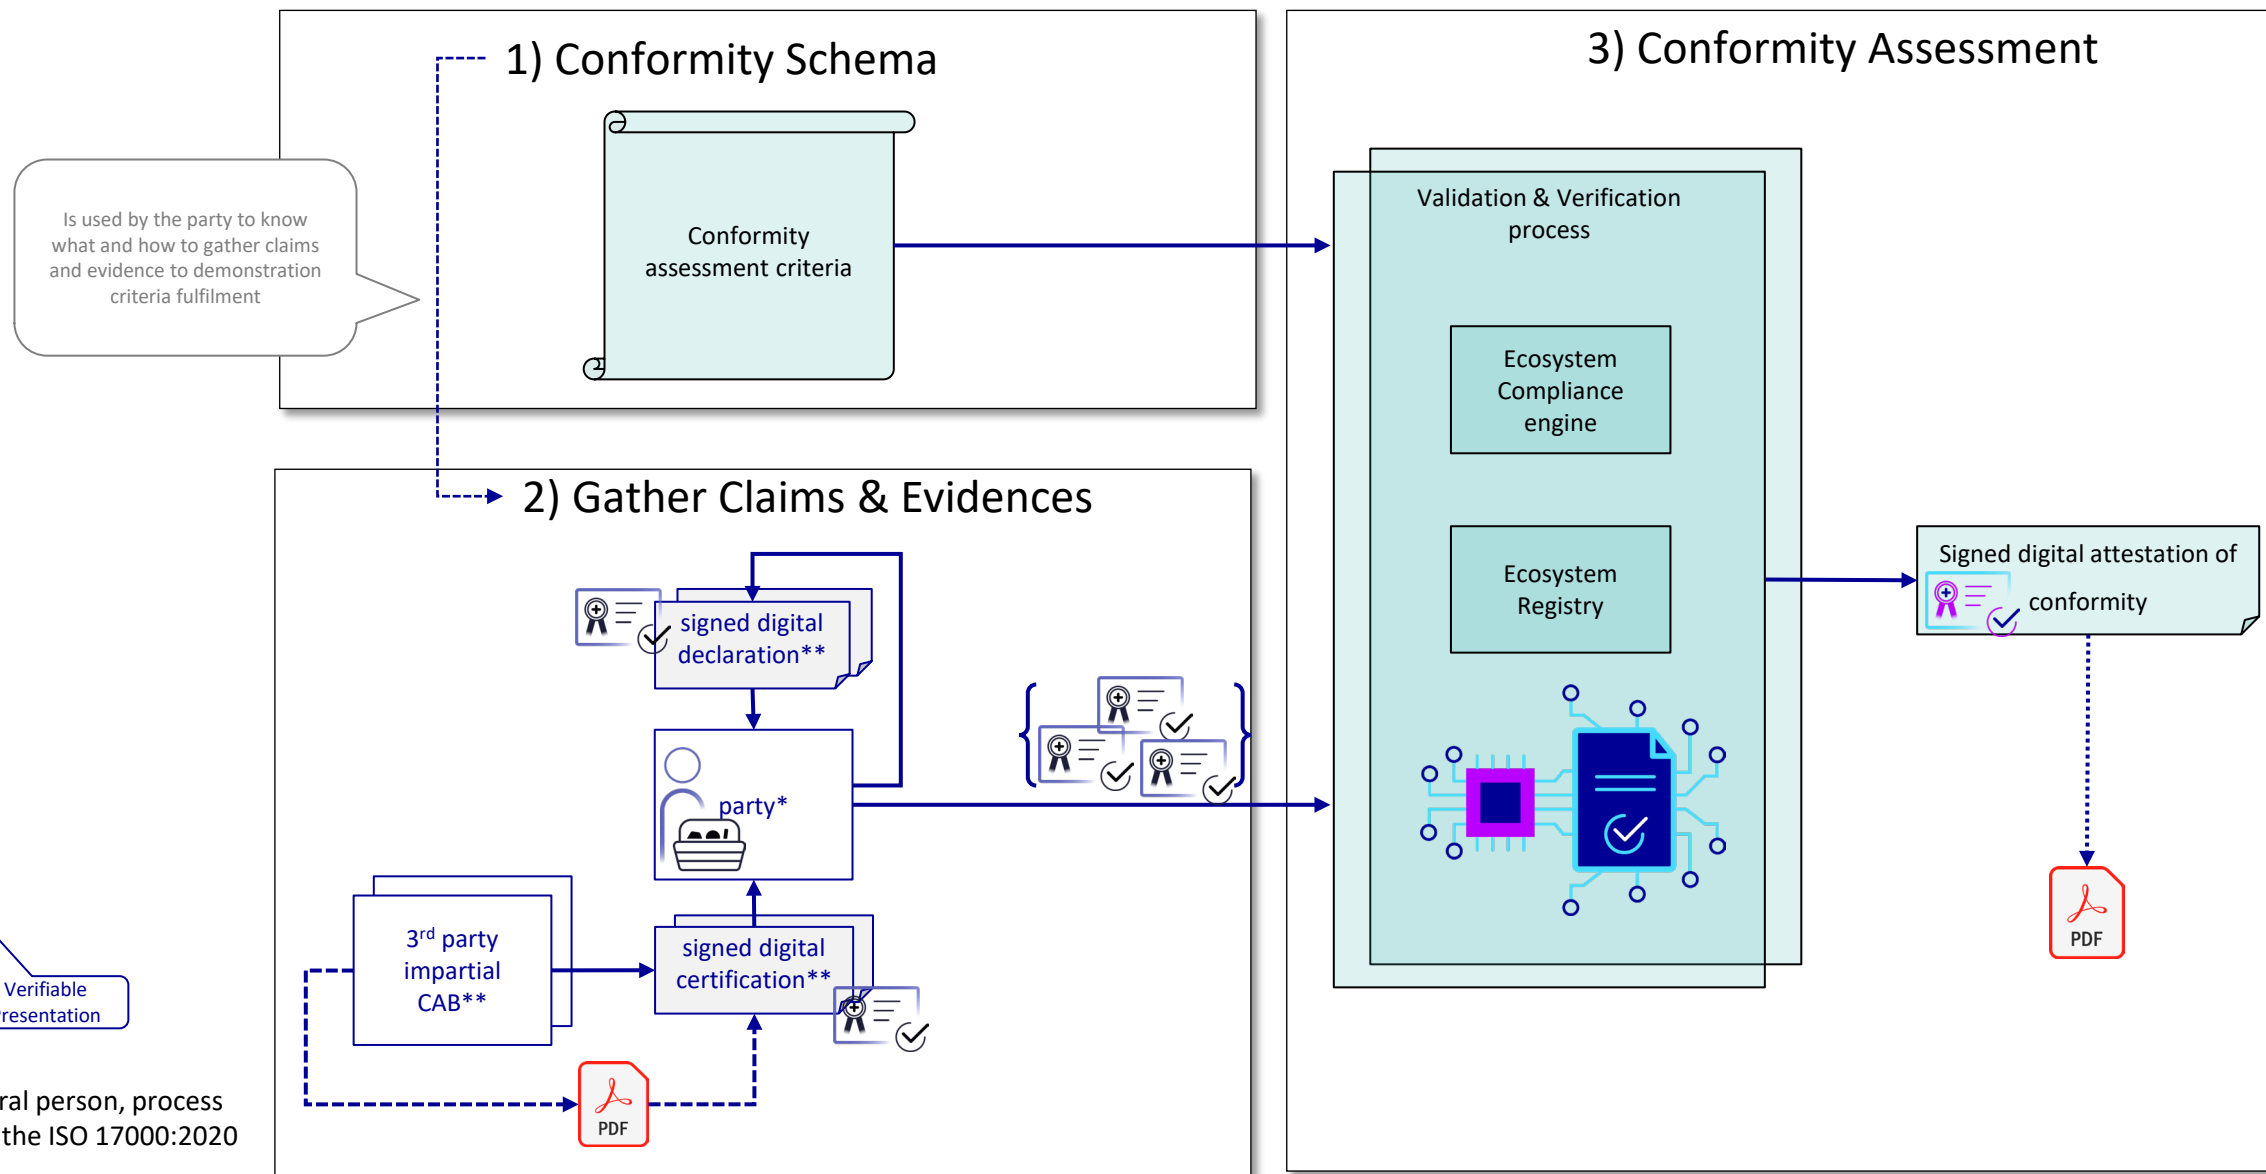 1) Conformity Schema
Is used by the party to know
what and how to gather claims
and evidence to demonstration
criteria fulfilment
Conformity
assessment criteria
2) Gather Claims & Evidences
signed digital
declaration**
party*
3rd party
impartial
CAB**
signed digital
certification**
PDF
Verifiable
resentation
ral person, process
the ISO 17000:2020
3) Conformity Assessment
Validation & Verification
process
Ecosystem
Compliance
engine
Ecosystem
Registry
Signed digital attestation of
conformity
PDF